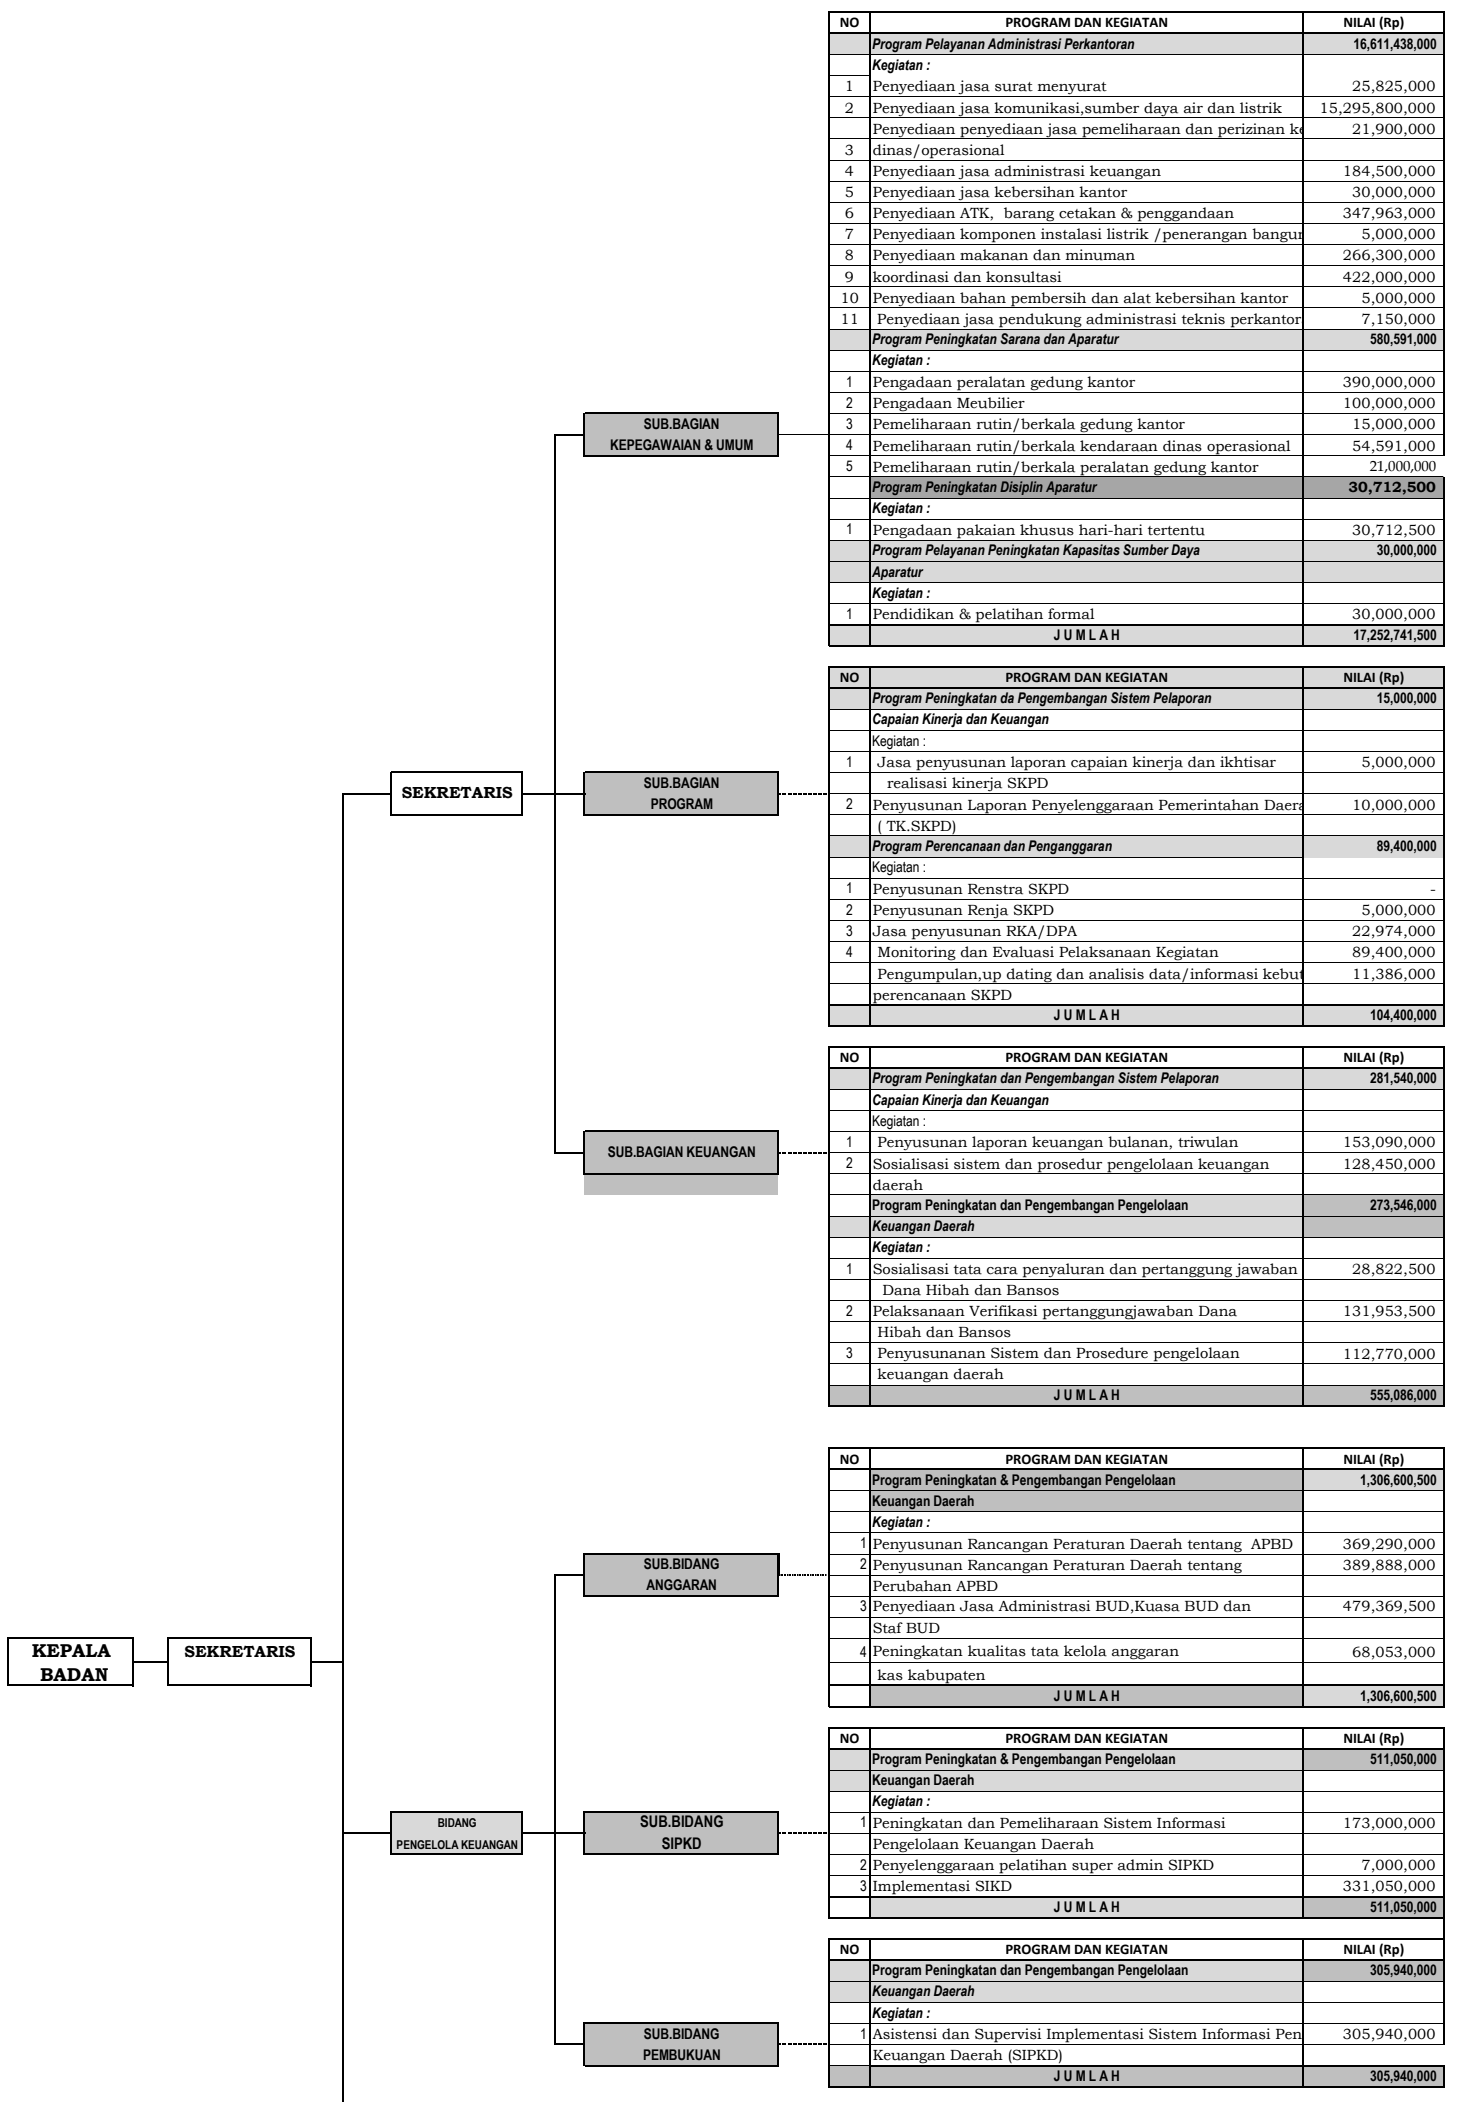 NO PROGRAM DAN KEGIATAN NILAI (Rp)
Program Pelayanan Administrasi Perkantoran 16,611,438,000
Kegiatan :
1 Penyediaan jasa surat menyurat 25,825,000
2 Penyediaan jasa komunikasi,sumber daya air dan listrik 15,295,800,000
Penyediaan penyediaan jasa pemeliharaan dan perizinan ke 21,900,000
3 dinas/operasional
4 Penyediaan jasa administrasi keuangan 184,500,000
5 Penyediaan jasa kebersihan kantor 30,000,000
6 Penyediaan ATK, barang cetakan & penggandaan 347,963,000
7 Penyediaan komponen instalasi listrik /penerangan bangun 5,000,000
8 Penyediaan makanan dan minuman 266,300,000
9 koordinasi dan konsultasi 422,000,000
10 Penyediaan bahan pembersih dan alat kebersihan kantor 5,000,000
11 Penyediaan jasa pendukung administrasi teknis perkantor 7,150,000
Program Peningkatan Sarana dan Aparatur 580,591,000
Kegiatan :
1 Pengadaan peralatan gedung kantor 390,000,000
2 Pengadaan Meubilier 100,000,000
SUB.BAGIAN
KEPEGAWAIAN & UMUM
3 Pemeliharaan rutin/berkala gedung kantor 15,000,000
4 Pemeliharaan rutin/berkala kendaraan dinas operasional 54,591,000
5 Pemeliharaan rutin/berkala peralatan gedung kantor 21,000,000
Program Peningkatan Disiplin Aparatur 30,712,500
Kegiatan :
1 Pengadaan pakaian khusus hari-hari tertentu 30,712,500
Program Pelayanan Peningkatan Kapasitas Sumber Daya 30,000,000
Aparatur
Kegiatan :
1 Pendidikan & pelatihan formal 30,000,000
J U M L A H 17,252,741,500
NO PROGRAM DAN KEGIATAN NILAI (Rp)
Program Peningkatan da Pengembangan Sistem Pelaporan 15,000,000
Capaian Kinerja dan Keuangan
Kegiatan :
1 Jasa penyusunan laporan capaian kinerja dan ikhtisar 5,000,000
realisasi kinerja SKPD
SEKRETARIS
SUB.BAGIAN
PROGRAM
2 Penyusunan Laporan Penyelenggaraan Pemerintahan Daera 10,000,000
( TK.SKPD)
Program Perencanaan dan Penganggaran 89,400,000
Kegiatan :
1 Penyusunan Renstra SKPD -
2 Penyusunan Renja SKPD 5,000,000
3 Jasa penyusunan RKA/DPA 22,974,000
4 Monitoring dan Evaluasi Pelaksanaan Kegiatan 89,400,000
Pengumpulan,up dating dan analisis data/informasi kebut 11,386,000
perencanaan SKPD
J U M L A H 104,400,000
NO PROGRAM DAN KEGIATAN NILAI (Rp)
Program Peningkatan dan Pengembangan Sistem Pelaporan 281,540,000
Capaian Kinerja dan Keuangan
Kegiatan :
SUB.BAGIAN KEUANGAN
1 Penyusunan laporan keuangan bulanan, triwulan 153,090,000
2 Sosialisasi sistem dan prosedur pengelolaan keuangan 128,450,000
daerah
Program Peningkatan dan Pengembangan Pengelolaan 273,546,000
Keuangan Daerah
Kegiatan :
1 Sosialisasi tata cara penyaluran dan pertanggung jawaban 28,822,500
Dana Hibah dan Bansos
2 Pelaksanaan Verifikasi pertanggungjawaban Dana 131,953,500
Hibah dan Bansos
3 Penyusunanan Sistem dan Prosedure pengelolaan 112,770,000
keuangan daerah
J U M L A H 555,086,000
NO PROGRAM DAN KEGIATAN NILAI (Rp)
Program Peningkatan & Pengembangan Pengelolaan 1,306,600,500
Keuangan Daerah
Kegiatan :
1 Penyusunan Rancangan Peraturan Daerah tentang APBD 369,290,000
SUB.BIDANG
ANGGARAN
2 Penyusunan Rancangan Peraturan Daerah tentang 389,888,000
Perubahan APBD
3 Penyediaan Jasa Administrasi BUD,Kuasa BUD dan 479,369,500
Staf BUD
KEPALA
BADAN
SEKRETARIS
4 Peningkatan kualitas tata kelola anggaran 68,053,000
kas kabupaten
J U M L A H 1,306,600,500
NO PROGRAM DAN KEGIATAN NILAI (Rp)
Program Peningkatan & Pengembangan Pengelolaan 511,050,000
Keuangan Daerah
Kegiatan :
BIDANG
PENGELOLA KEUANGAN
SUB.BIDANG
SIPKD
1 Peningkatan dan Pemeliharaan Sistem Informasi 173,000,000
Pengelolaan Keuangan Daerah
2 Penyelenggaraan pelatihan super admin SIPKD 7,000,000
3 Implementasi SIKD 331,050,000
J U M L A H 511,050,000
NO PROGRAM DAN KEGIATAN NILAI (Rp)
Program Peningkatan dan Pengembangan Pengelolaan 305,940,000
Keuangan Daerah
Kegiatan :
SUB.BIDANG
PEMBUKUAN
1 Asistensi dan Supervisi Implementasi Sistem Informasi Pen 305,940,000
Keuangan Daerah (SIPKD)
J U M L A H 305,940,000